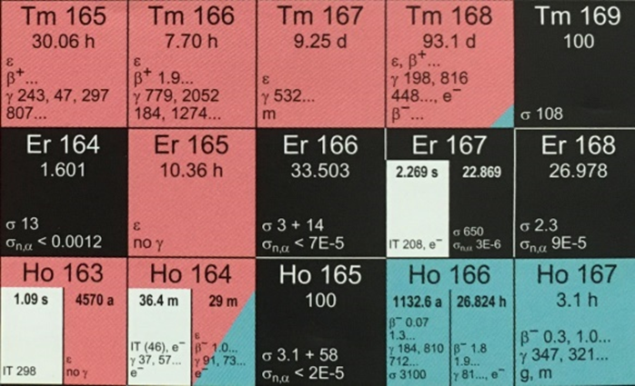 Tm 165
30.06 h
ε
β+...
γ 243, 47, 297
807...
Tm 166
7.70 h
ε
β+ 1.9...
γ 779, 2052
184, 1274...
Tm 167
9.25 d
ε
γ 532...
m
Tm 168
93.1 d
ε, β+...
γ 198, 816
448..., e⁻
β⁻...
Tm 169
100
σ 108
Er 164
1.601
σ 13
σn,α < 0.0012
Er 165
10.36 h
ε
no γ
Er 166
33.503
σ 3 + 14
σn,α < 7E-5
Er 167
2.269 s
IT 208, e⁻
22.869
σ 650
σn,α 3E-6
Er 168
26.978
σ 2.3
σn,α 9E-5
Ho 163
1.09 s
IT 298
4570 a
ε
no γ
Ho 164
36.4 m
IT (46), e⁻
γ 37, 57...
e⁻
29 m
ε
β⁻ 1.0...
γ 91, 73...
e⁻
Ho 165
100
σ 3.1 + 58
σn,α < 2E-5
Ho 166
1132.6 a
β⁻ 0.07
1.3...
γ 184, 810
712...
σ 3100
26.824 h
β⁻ 1.8
1.9...
γ 81..., e⁻
Ho 167
3.1 h
β⁻ 0.3, 1.0...
γ 347, 321...
g, m